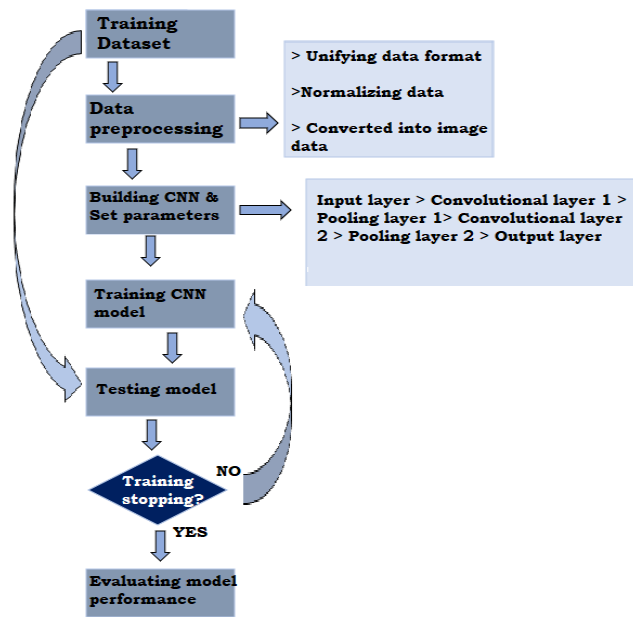 Training
Dataset
> Unifying data format
>Normalizing data
> Converted into image
data
Data
preprocessing
Building CNN &
Set parameters
Input layer > Convolutional layer 1 >
Pooling layer 1> Convolutional layer
2 > Pooling layer 2 > Output layer
Training CNN
model
Testing model
NO
Training
stopping?
YES
Evaluating model
performance